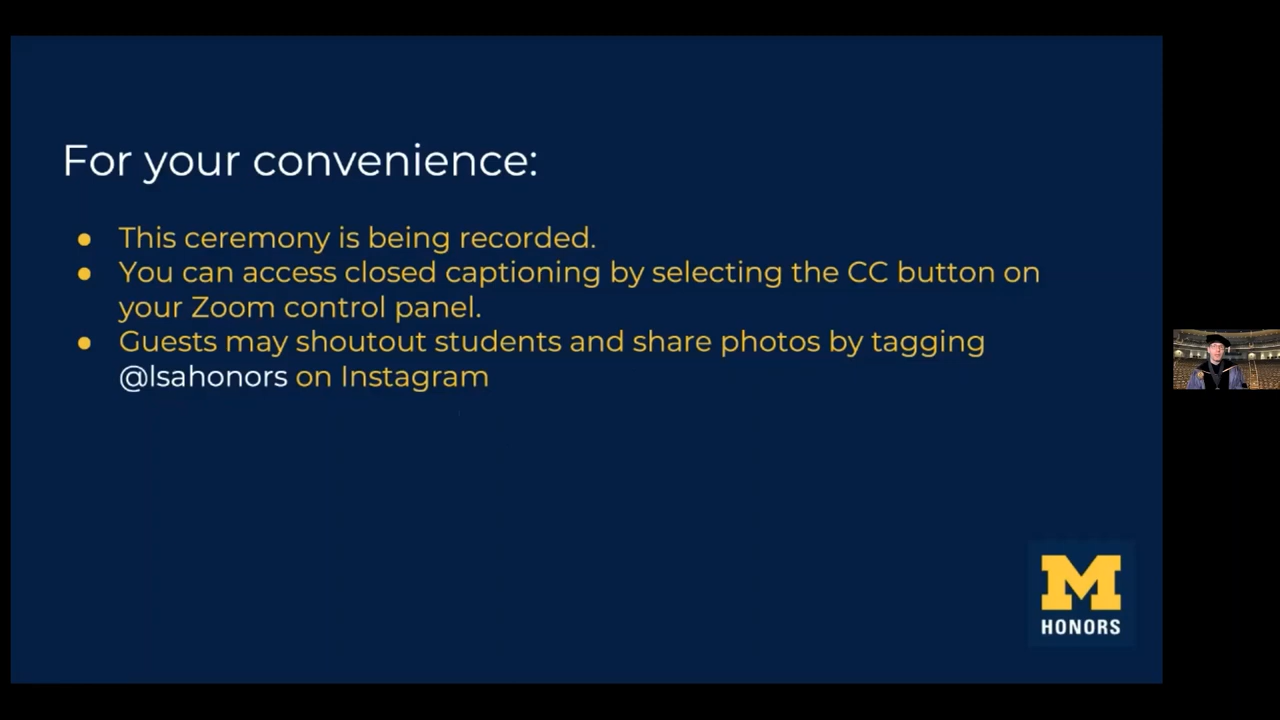 For your convenience:
● This ceremony is being recorded.
● You can access closed captioning by selecting the CC button on
your Zoom control panel.
● Guests may shoutout students and share photos by tagging
@lsahonors on Instagram
M
HONORS